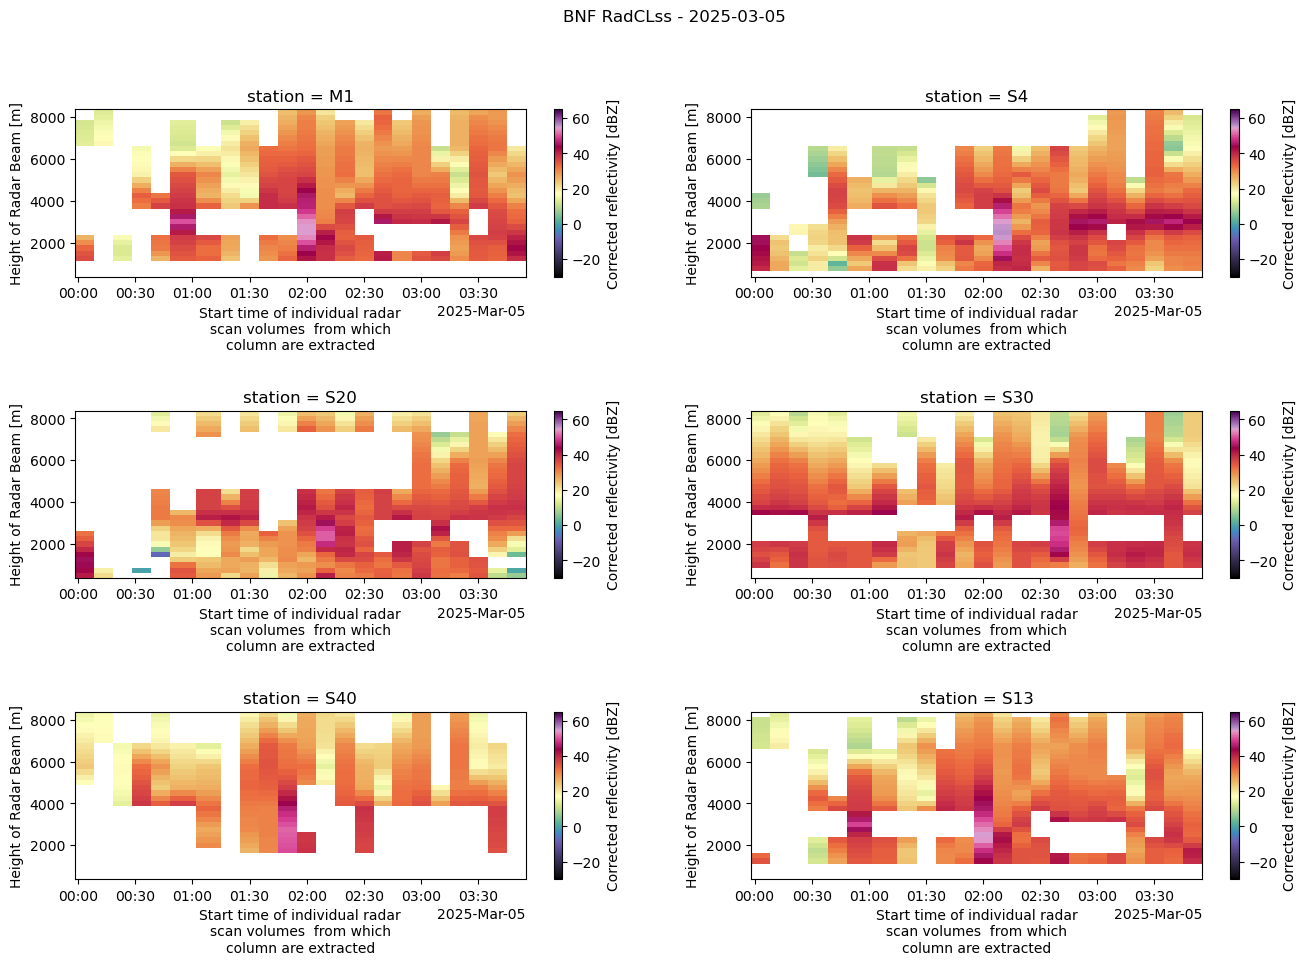 BNF RadCLss - 2025-03-05
station = M1
Height of Radar Beam [m]
8000
6000
4000
2000
00:00 00:30 01:00 01:30 02:00 02:30 03:00 03:30
2025-Mar-05
Start time of individual radar
scan volumes  from which
column are extracted
60
40
20
0
−20
Corrected reflectivity [dBZ]
station = S4
Height of Radar Beam [m]
8000
6000
4000
2000
00:00 00:30 01:00 01:30 02:00 02:30 03:00 03:30
2025-Mar-05
Start time of individual radar
scan volumes  from which
column are extracted
60
40
20
0
−20
Corrected reflectivity [dBZ]
station = S20
Height of Radar Beam [m]
8000
6000
4000
2000
00:00 00:30 01:00 01:30 02:00 02:30 03:00 03:30
2025-Mar-05
Start time of individual radar
scan volumes  from which
column are extracted
60
40
20
0
−20
Corrected reflectivity [dBZ]
station = S30
Height of Radar Beam [m]
8000
6000
4000
2000
00:00 00:30 01:00 01:30 02:00 02:30 03:00 03:30
2025-Mar-05
Start time of individual radar
scan volumes  from which
column are extracted
60
40
20
0
−20
Corrected reflectivity [dBZ]
station = S40
Height of Radar Beam [m]
8000
6000
4000
2000
00:00 00:30 01:00 01:30 02:00 02:30 03:00 03:30
2025-Mar-05
Start time of individual radar
scan volumes  from which
column are extracted
60
40
20
0
−20
Corrected reflectivity [dBZ]
station = S13
Height of Radar Beam [m]
8000
6000
4000
2000
00:00 00:30 01:00 01:30 02:00 02:30 03:00 03:30
2025-Mar-05
Start time of individual radar
scan volumes  from which
column are extracted
60
40
20
0
−20
Corrected reflectivity [dBZ]